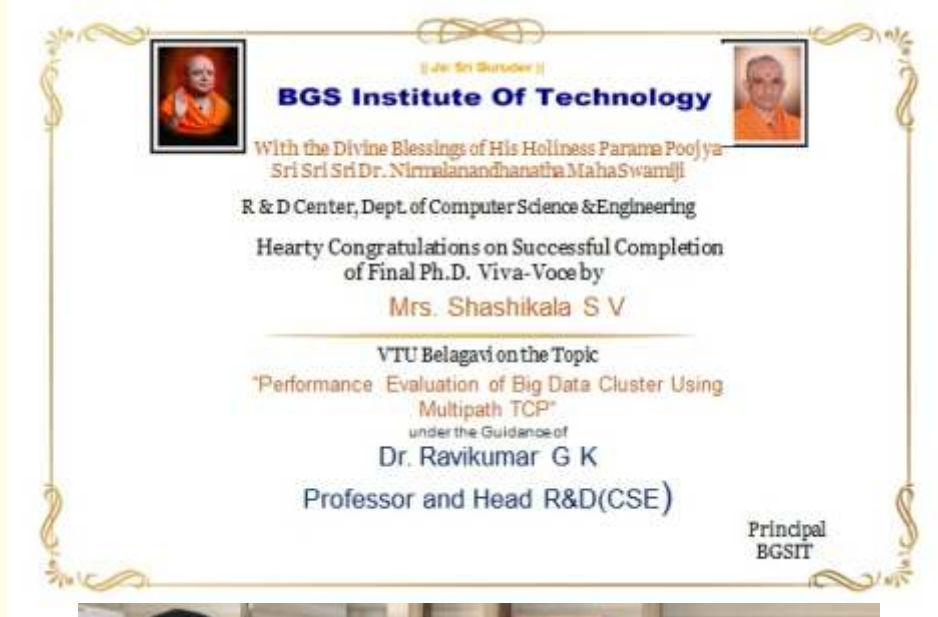 || Jai Sri Gurudev ||
BGS Institute Of Technology
With the Divine Blessings of His Holiness Parama Poojya
Sri Sri Sri Dr. Nirmalanandhanatha MahaSwamiji
R & D Center, Dept. of Computer Science & Engineering
Hearty Congratulations on Successful Completion
of Final Ph.D. Viva-Voce by
Mrs. Shashikala S V
VTU Belagavi on the Topic
"Performance Evaluation of Big Data Cluster Using
Multipath TCP"
under the Guidance of
Dr. Ravikumar G K
Professor and Head R&D(CSE)
Principal
BGSIT